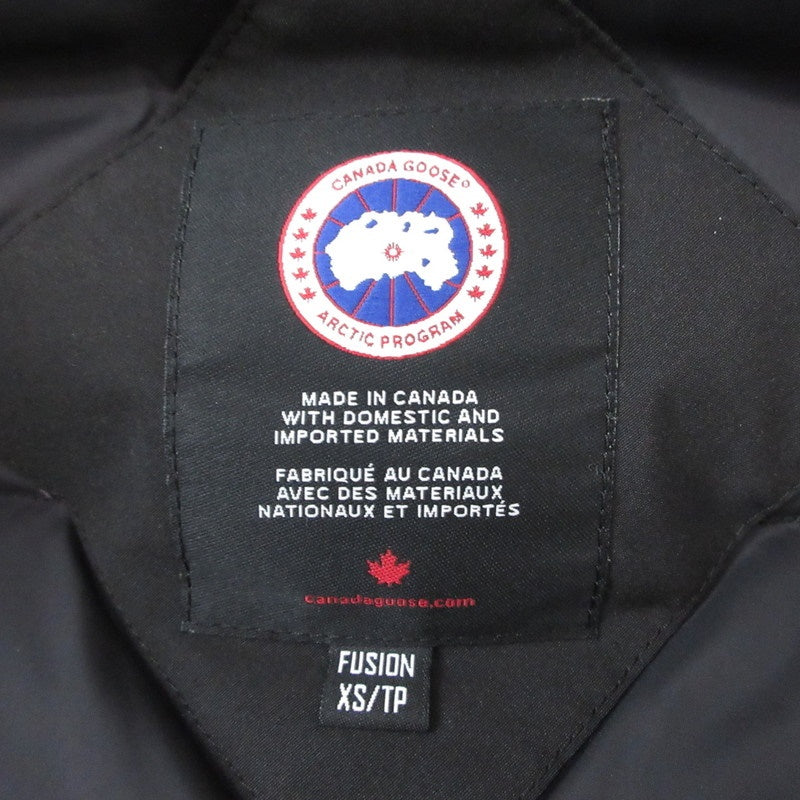 CANADA GOOSE®
ARCTIC PROGRAM
MADE IN CANADA
WITH DOMESTIC AND
IMPORTED MATERIALS
FABRIQUÉ AU CANADA
AVEC DES MATERIAUX
NATIONAUX ET IMPORTÉS
canadagoose.com
FUSION
XS/TP